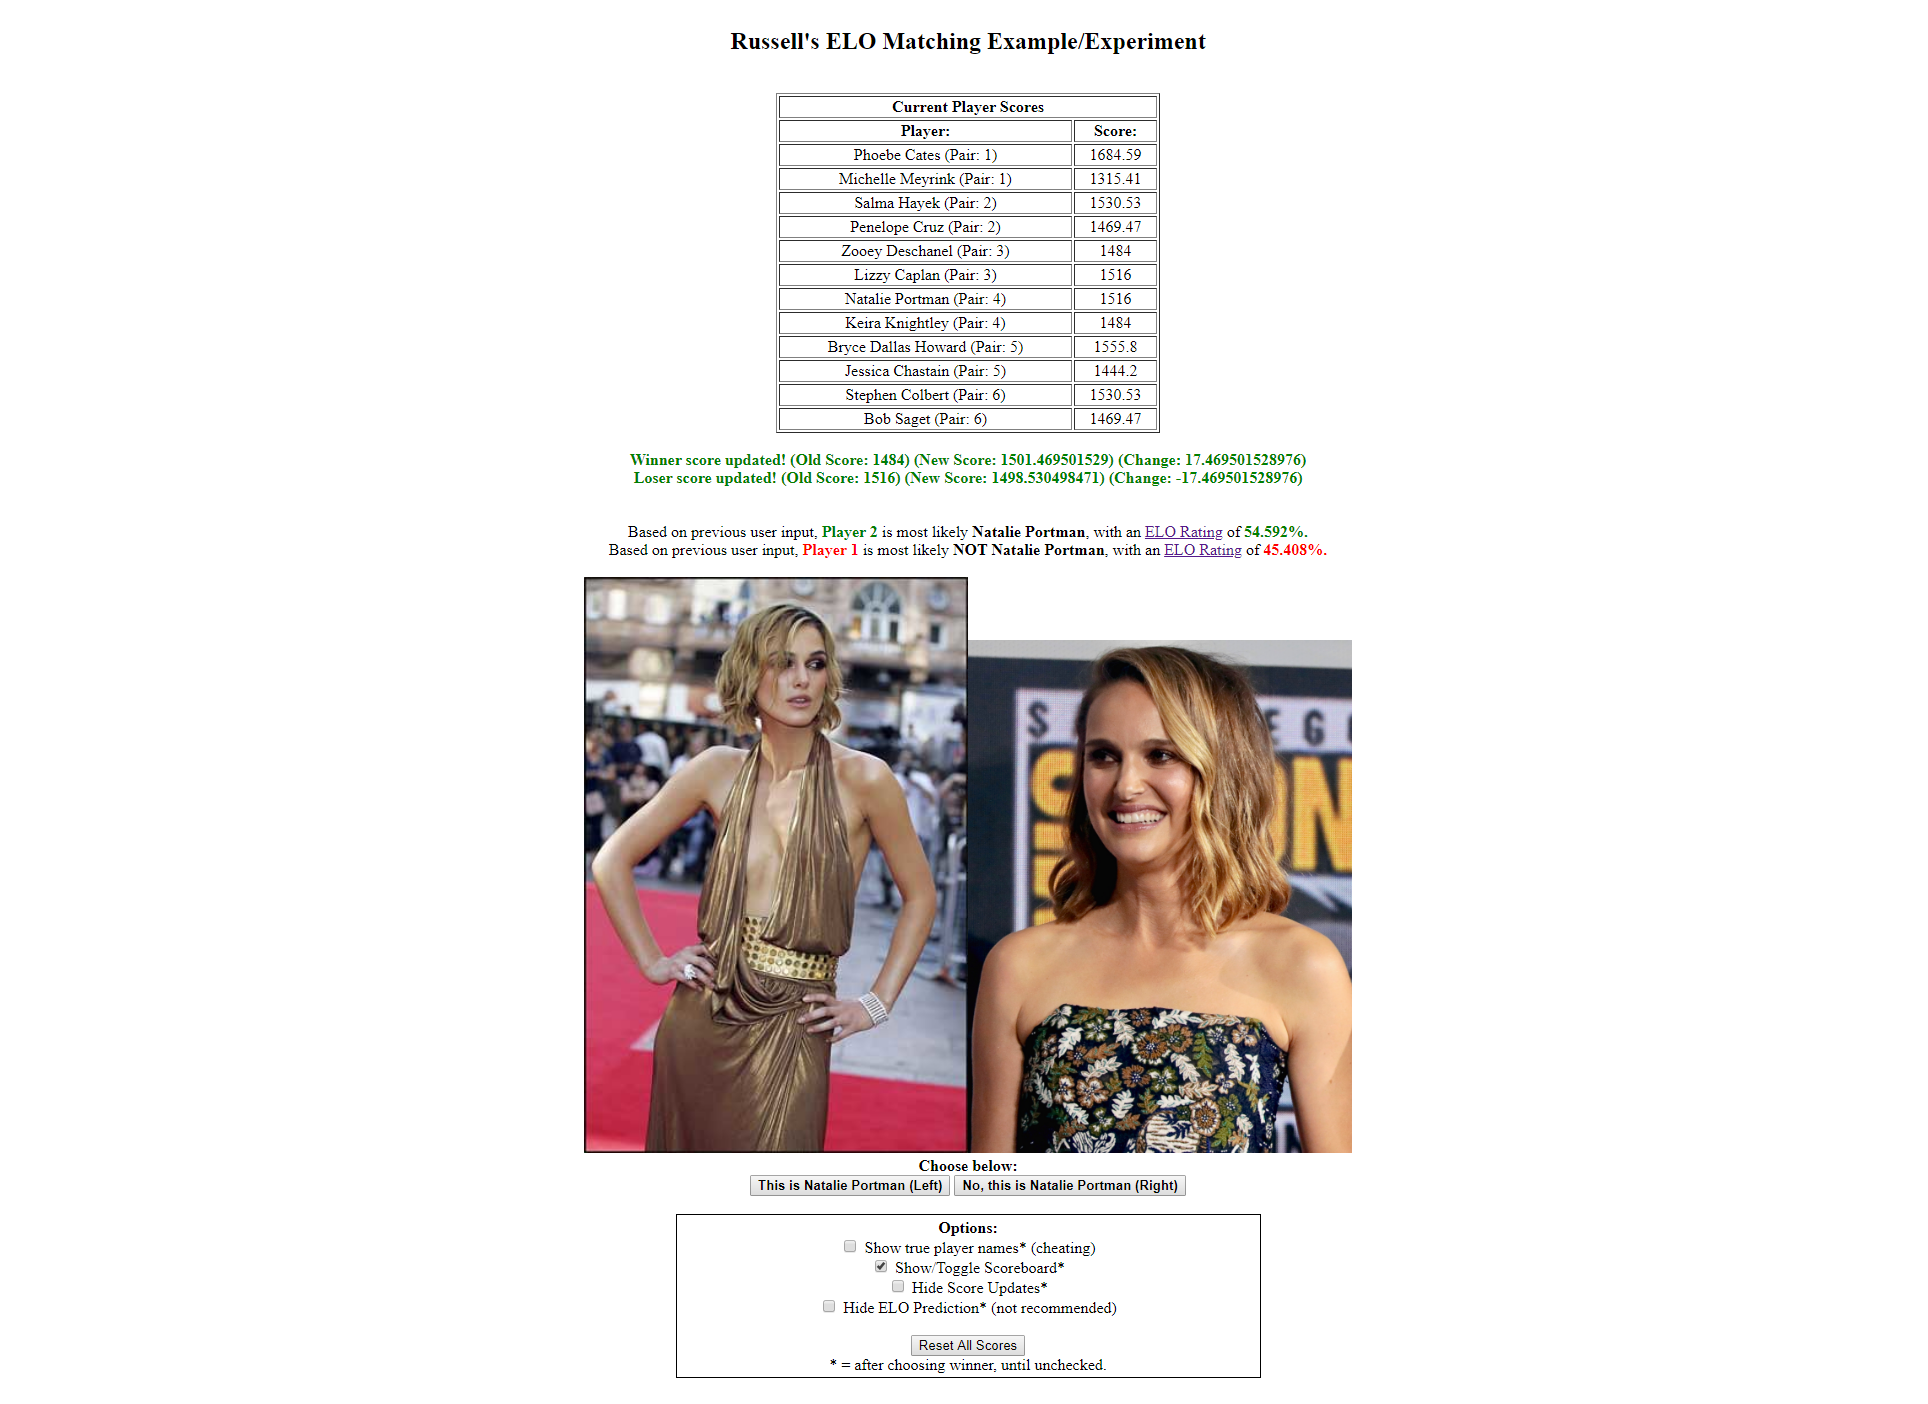 Russell's ELO Matching Example/Experiment
Current Player Scores
Player: Score:
Phoebe Cates (Pair: 1) 1684.59
Michelle Meyrink (Pair: 1) 1315.41
Salma Hayek (Pair: 2) 1530.53
Penelope Cruz (Pair: 2) 1469.47
Zooey Deschanel (Pair: 3) 1484
Lizzy Caplan (Pair: 3) 1516
Natalie Portman (Pair: 4) 1516
Keira Knightley (Pair: 4) 1484
Bryce Dallas Howard (Pair: 5) 1555.8
Jessica Chastain (Pair: 5) 1444.2
Stephen Colbert (Pair: 6) 1530.53
Bob Saget (Pair: 6) 1469.47
Winner score updated! (Old Score: 1484) (New Score: 1501.469501529) (Change: 17.469501528976)
Loser score updated! (Old Score: 1516) (New Score: 1498.530498471) (Change: -17.469501528976)
Based on previous user input, Player 2 is most likely Natalie Portman, with an ELO Rating of 54.592%.
Based on previous user input, Player 1 is most likely NOT Natalie Portman, with an ELO Rating of 45.408%.
Choose below:
This is Natalie Portman (Left) No, this is Natalie Portman (Right)
Options:
Show true player names* (cheating)
Show/Toggle Scoreboard*
Hide Score Updates*
Hide ELO Prediction* (not recommended)
Reset All Scores
* = after choosing winner, until unchecked.